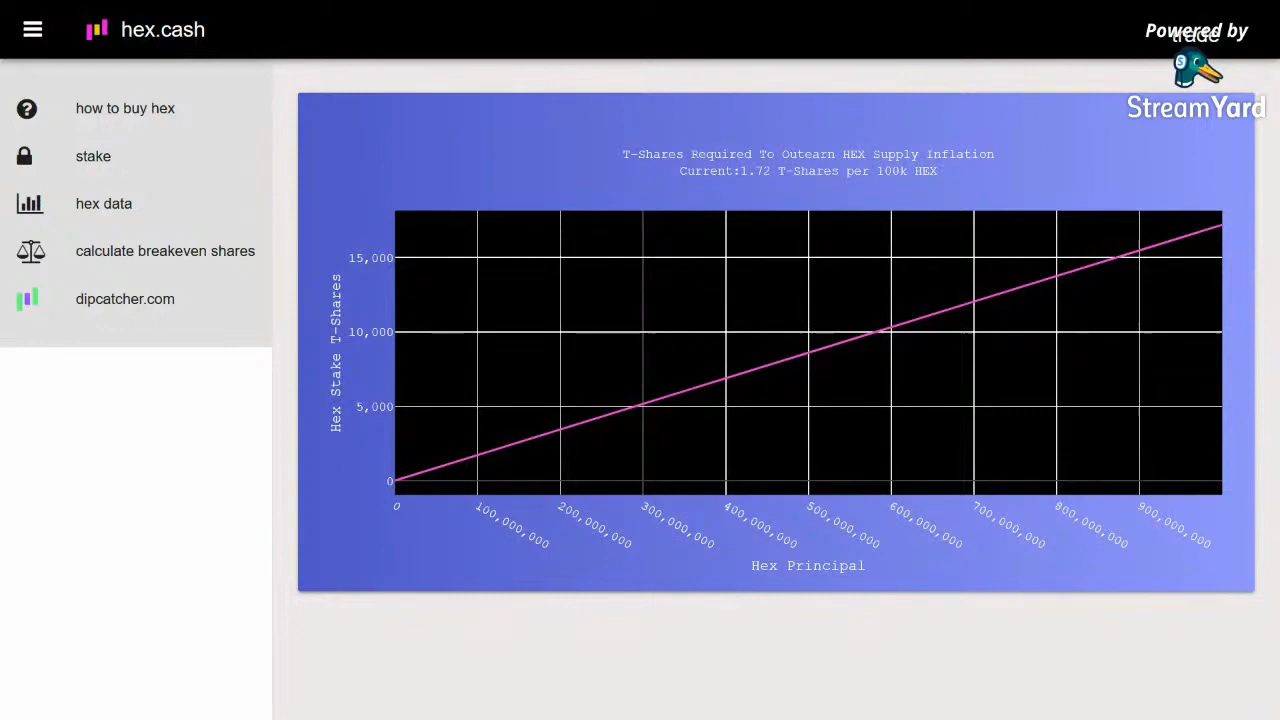 hex.cash
Powered by
trade
StreamYard
how to buy hex
stake
hex data
calculate breakeven shares
dipcatcher.com
T-Shares Required To Outearn HEX Supply Inflation
Current:1.72 T-Shares per 100k HEX
Hex Stake T-Shares
15,000
10,000
5,000
0
0
100,000,000
200,000,000
300,000,000
400,000,000
500,000,000
600,000,000
700,000,000
800,000,000
900,000,000
Hex Principal